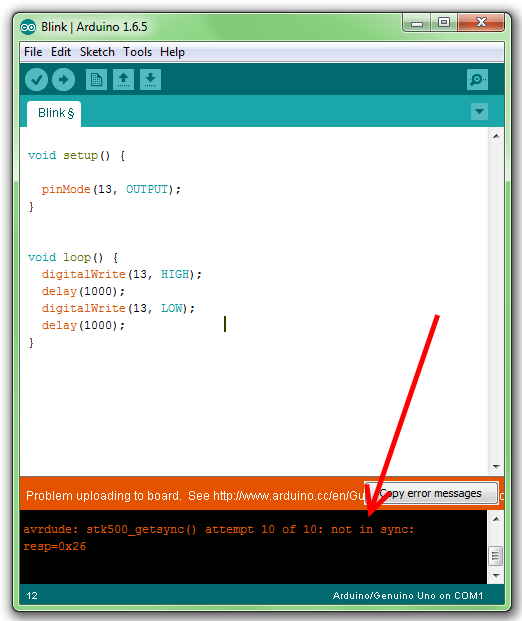 Blink | Arduino 1.6.5
File Edit Sketch Tools Help
Blink §
void setup() {
pinMode(13, OUTPUT);
}
void loop() {
digitalWrite(13, HIGH);
delay(1000);
digitalWrite(13, LOW);
delay(1000);
}
Problem uploading to board. See http://www.arduino.cc/en/Gu
Copy error messages
avrdude: stk500_getsync() attempt 10 of 10: not in sync:
resp=0x26
12
Arduino/Genuino Uno on COM1